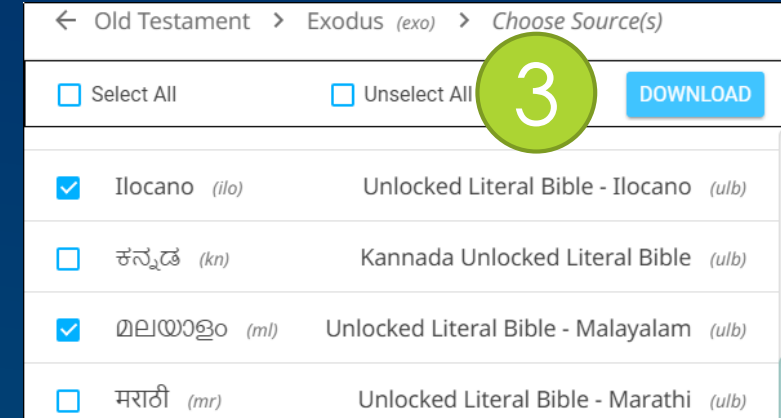 ← Old Testament > Exodus (exo) > Choose Source(s)
Select All Unselect All 3 DOWNLOAD
Ilocano (ilo) Unlocked Literal Bible - Ilocano (ulb)
ಕನ್ನಡ (kn) Kannada Unlocked Literal Bible (ulb)
മലയാളം (ml) Unlocked Literal Bible - Malayalam (ulb)
मराठी (mr) Unlocked Literal Bible - Marathi (ulb)